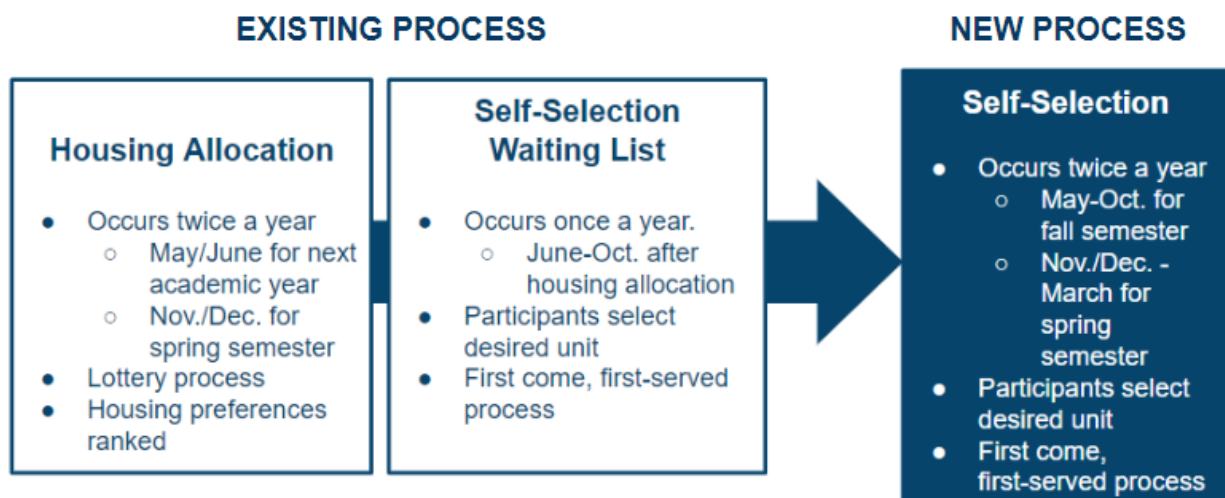 EXISTING PROCESS
NEW PROCESS
Housing Allocation
● Occurs twice a year
○ May/June for next
academic year
○ Nov./Dec. for
spring semester
● Lottery process
● Housing preferences
ranked
Self-Selection
Waiting List
● Occurs once a year.
○ June-Oct. after
housing allocation
● Participants select
desired unit
● First come, first-served
process
Self-Selection
● Occurs twice a year
○ May-Oct. for
fall semester
○ Nov./Dec. -
March for
spring
semester
● Participants select
desired unit
● First come,
first-served process